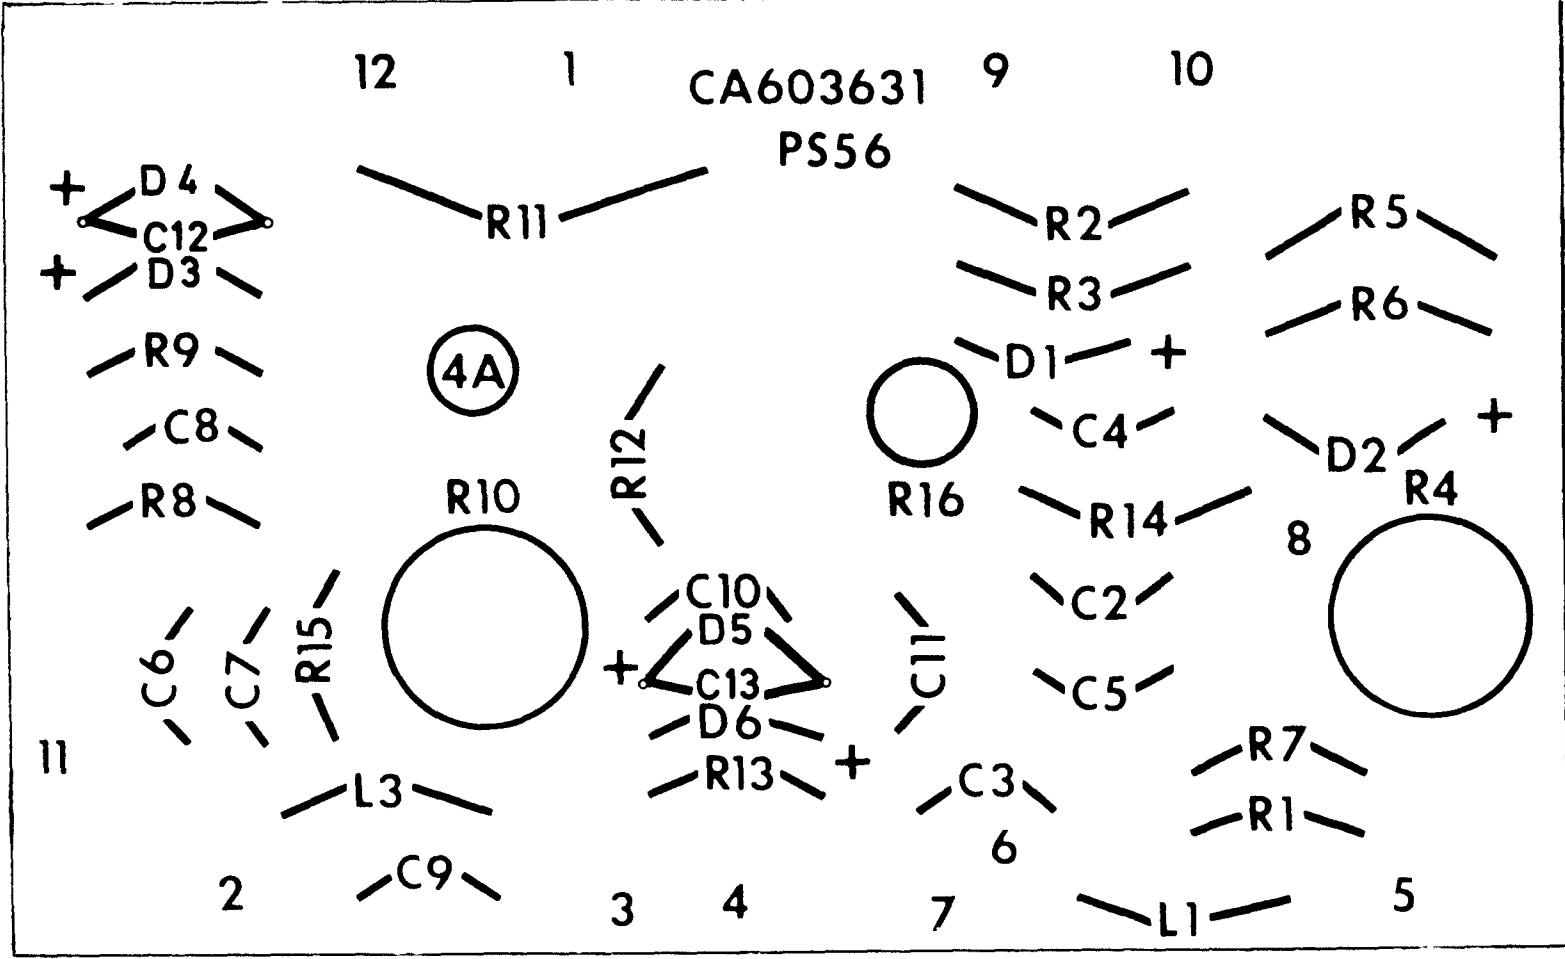 12 1 CA603631 9 10
PS56
+ D4
R11 R2 R5
C12
+ D3 R3 R6
R9 4A D1 +
C8 R12 C4 D2 +
R8 R10 R16 R14 R4
8
C10 C2
C6 C7 R15 D5 C11
+ C13 C5
D6
11 R7
L3 R13 + C3
R1
C9 6
2 3 4 7 L1 5